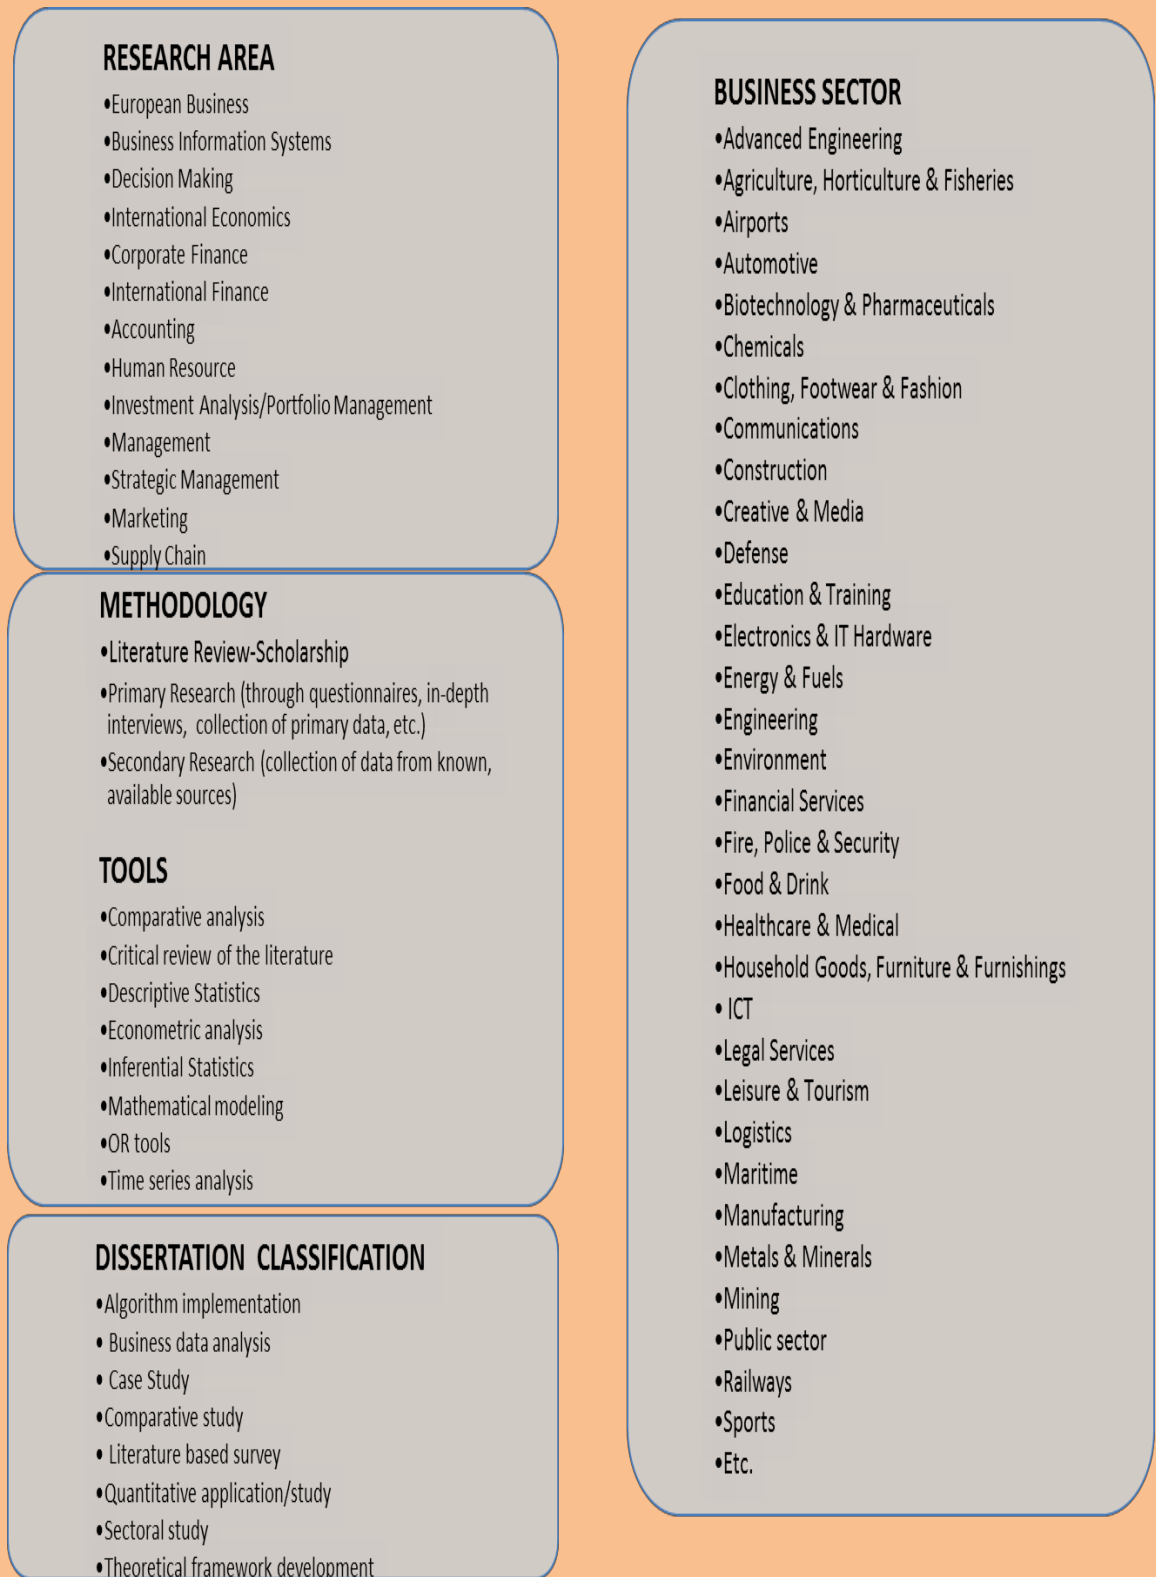 RESEARCH AREA
•European Business
•Business Information Systems
•Decision Making
•International Economics
•Corporate Finance
•International Finance
•Accounting
•Human Resource
•Investment Analysis/Portfolio Management
•Management
•Strategic Management
•Marketing
•Supply Chain
METHODOLOGY
•Literature Review-Scholarship
•Primary Research (through questionnaires, in-depth
interviews, collection of primary data, etc.)
•Secondary Research (collection of data from known,
available sources)
TOOLS
•Comparative analysis
•Critical review of the literature
•Descriptive Statistics
•Econometric analysis
•Inferential Statistics
•Mathematical modeling
•OR tools
•Time series analysis
DISSERTATION CLASSIFICATION
•Algorithm implementation
• Business data analysis
• Case Study
•Comparative study
• Literature based survey
•Quantitative application/study
•Sectoral study
•Theoretical framework development
BUSINESS SECTOR
•Advanced Engineering
•Agriculture, Horticulture & Fisheries
•Airports
•Automotive
•Biotechnology & Pharmaceuticals
•Chemicals
•Clothing, Footwear & Fashion
•Communications
•Construction
•Creative & Media
•Defense
•Education & Training
•Electronics & IT Hardware
•Energy & Fuels
•Engineering
•Environment
•Financial Services
•Fire, Police & Security
•Food & Drink
•Healthcare & Medical
•Household Goods, Furniture & Furnishings
• ICT
•Legal Services
•Leisure & Tourism
•Logistics
•Maritime
•Manufacturing
•Metals & Minerals
•Mining
•Public sector
•Railways
•Sports
•Etc.